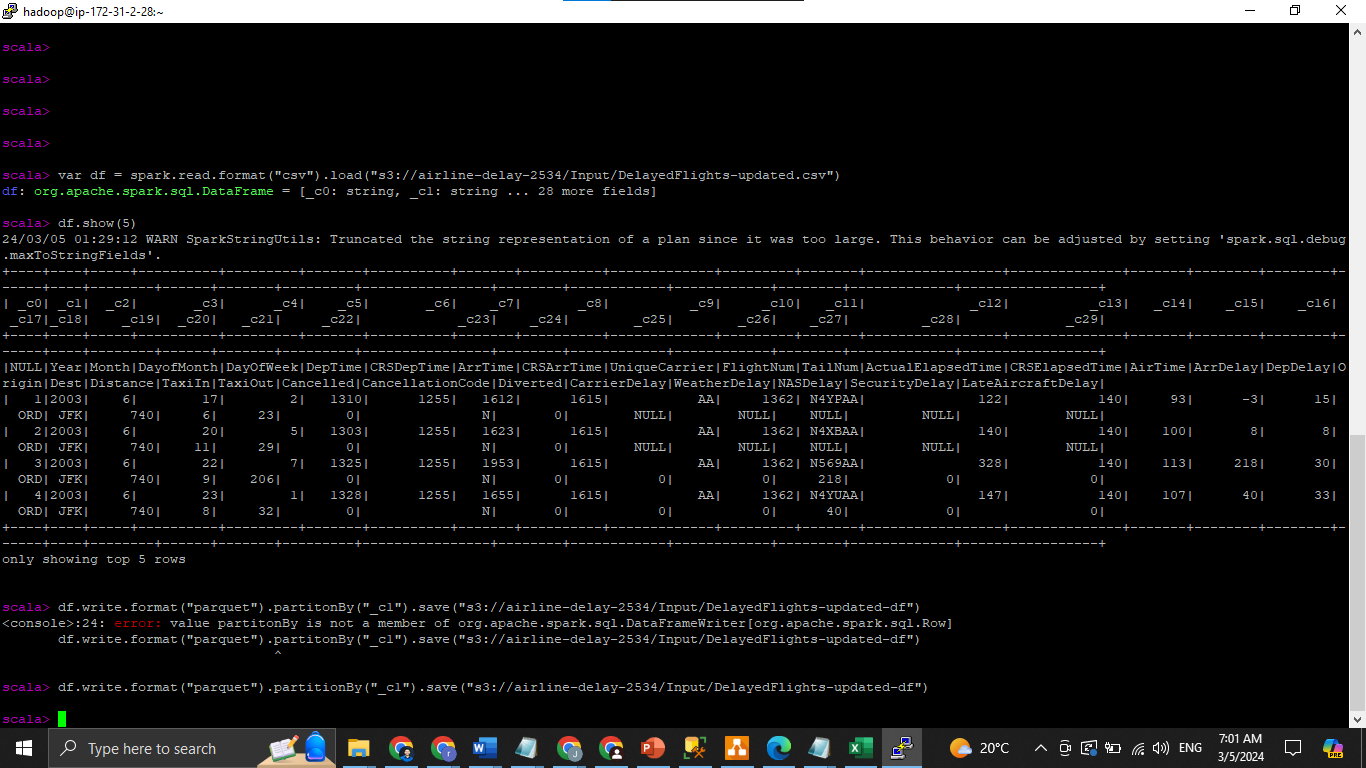 hadoop@ip-172-31-2-28:~
scala>
scala>
scala>
scala>
scala> var df = spark.read.format("csv").load("s3://airline-delay-2534/Input/DelayedFlights-updated.csv")
df: org.apache.spark.sql.DataFrame = [_c0: string, _c1: string ... 28 more fields]
scala> df.show(5)
24/03/05 01:29:12 WARN SparkStringUtils: Truncated the string representation of a plan since it was too large. This behavior can be adjusted by setting 'spark.sql.debug
.maxToStringFields'.
+----+----+-----+----------+---------+-------+----------+-------+----------+-------------+---------+-------+-----------------+--------------+-------+--------+--------+-
------+----+--------+------+-------+---------+----------------+--------+------------+------------+--------+-------------+-----------------+
| _c0| _c1|  _c2|       _c3|      _c4|    _c5|       _c6|    _c7|       _c8|          _c9|     _c10|   _c11|             _c12|          _c13|   _c14|    _c15|    _c16|
 _c17|_c18|    _c19|  _c20|   _c21|     _c22|            _c23|    _c24|        _c25|        _c26|    _c27|         _c28|             _c29|
+----+----+-----+----------+---------+-------+----------+-------+----------+-------------+---------+-------+-----------------+--------------+-------+--------+--------+-
------+----+--------+------+-------+---------+----------------+--------+------------+------------+--------+-------------+-----------------+
|NULL|Year|Month|DayofMonth|DayOfWeek|DepTime|CRSDepTime|ArrTime|CRSArrTime|UniqueCarrier|FlightNum|TailNum|ActualElapsedTime|CRSElapsedTime|AirTime|ArrDelay|DepDelay|O
rigin|Dest|Distance|TaxiIn|TaxiOut|Cancelled|CancellationCode|Diverted|CarrierDelay|WeatherDelay|NASDelay|SecurityDelay|LateAircraftDelay|
|   1|2003|    6|        17|        2|   1310|      1255|   1612|      1615|           AA|     1362| N4YPAA|              122|           140|     93|      -3|      15|
  ORD| JFK|     740|     6|     23|        0|               N|       0|        NULL|        NULL|    NULL|         NULL|             NULL|
|   2|2003|    6|        20|        5|   1303|      1255|   1623|      1615|           AA|     1362| N4XBAA|              140|           140|    100|       8|       8|
  ORD| JFK|     740|    11|     29|        0|               N|       0|        NULL|        NULL|    NULL|         NULL|             NULL|
|   3|2003|    6|        22|        7|   1325|      1255|   1953|      1615|           AA|     1362| N569AA|              328|           140|    113|     218|      30|
  ORD| JFK|     740|     9|    206|        0|               N|       0|           0|           0|     218|            0|                0|
|   4|2003|    6|        23|        1|   1328|      1255|   1655|      1615|           AA|     1362| N4YUAA|              147|           140|    107|      40|      33|
  ORD| JFK|     740|     8|     32|        0|               N|       0|           0|           0|      40|            0|                0|
+----+----+-----+----------+---------+-------+----------+-------+----------+-------------+---------+-------+-----------------+--------------+-------+--------+--------+-
------+----+--------+------+-------+---------+----------------+--------+------------+------------+--------+-------------+-----------------+
only showing top 5 rows
scala> df.write.format("parquet").partitonBy("_c1").save("s3://airline-delay-2534/Input/DelayedFlights-updated-df")
<console>:24: error: value partitonBy is not a member of org.apache.spark.sql.DataFrameWriter[org.apache.spark.sql.Row]
df.write.format("parquet").partitonBy("_c1").save("s3://airline-delay-2534/Input/DelayedFlights-updated-df")
^
scala> df.write.format("parquet").partitionBy("_c1").save("s3://airline-delay-2534/Input/DelayedFlights-updated-df")
scala>
Type here to search
20°C
ENG
7:01 AM
3/5/2024